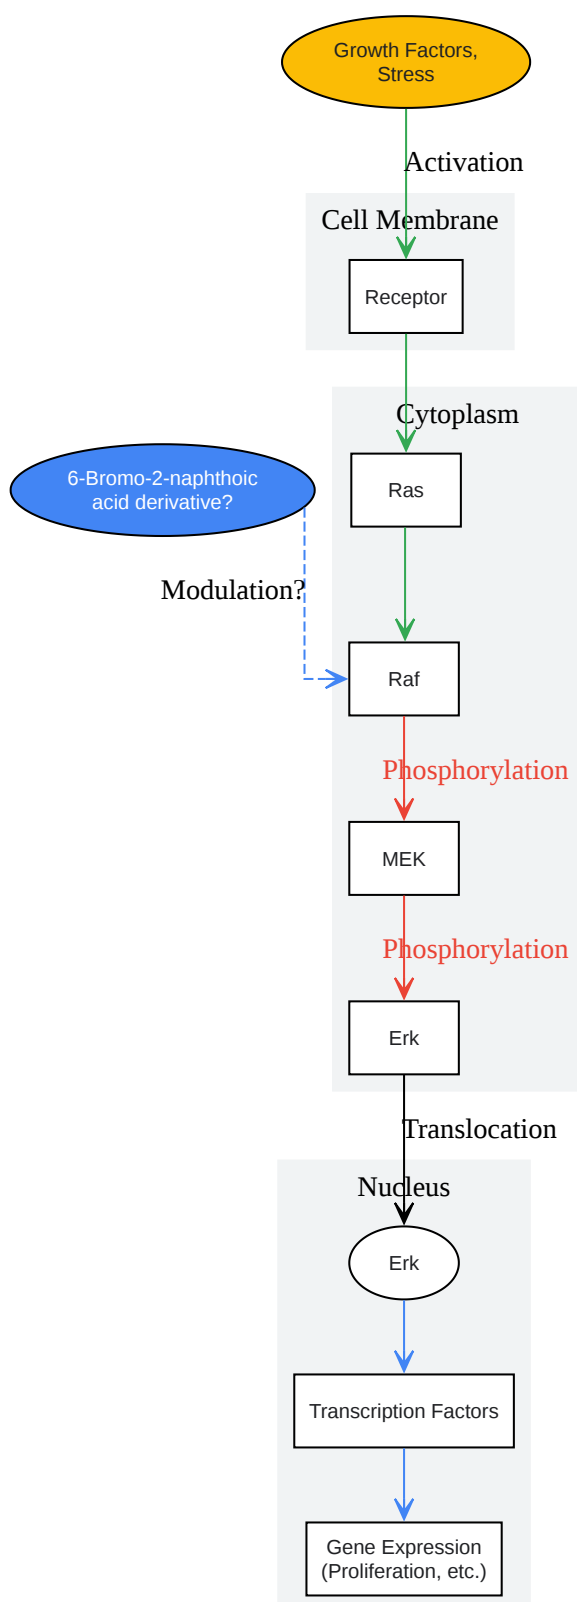 Growth Factors,
Stress
Activation
Cell Membrane
Receptor
Cytoplasm
6-Bromo-2-naphthoic
acid derivative?
Ras
Modulation?
Raf
Phosphorylation
MEK
Phosphorylation
Erk
Translocation
Nucleus
Erk
Transcription Factors
Gene Expression
(Proliferation, etc.)